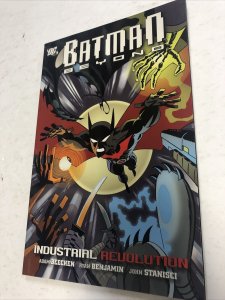 DC
BATMAN
BEYOND
INDUSTRIAL REVOLUTION
ADAM BEECHEN RYAN BENJAMIN JOHN STANISCI